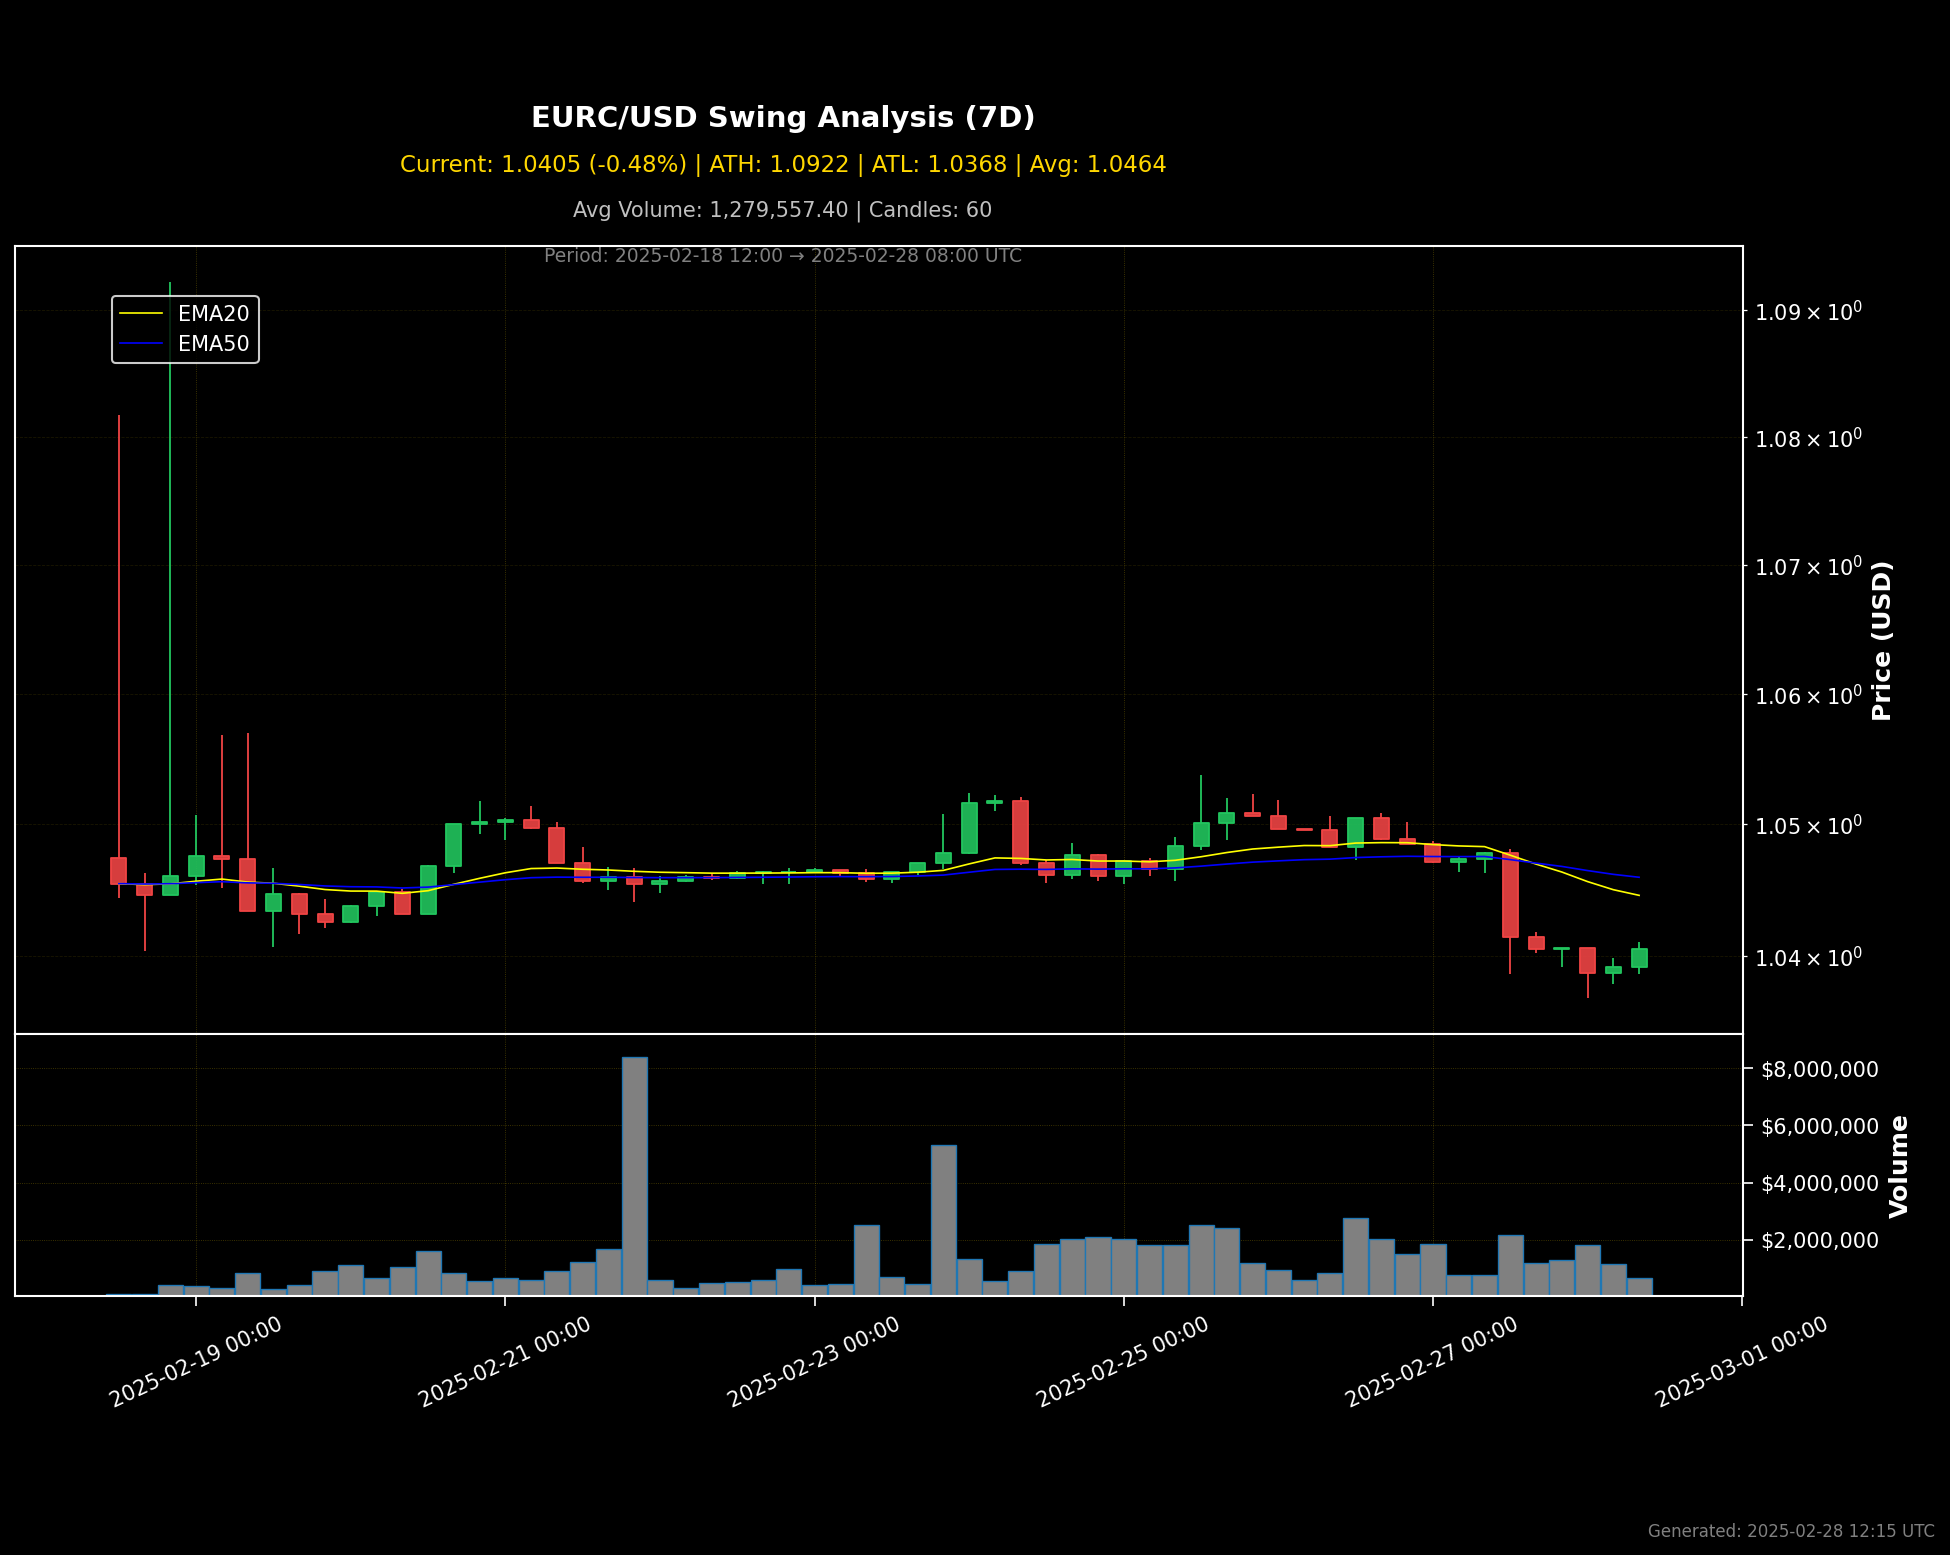 EURC/USD Swing Analysis (7D)
Current: 1.0405 (-0.48%) | ATH: 1.0922 | ATL: 1.0368 | Avg: 1.0464
Avg Volume: 1,279,557.40 | Candles: 60
Period: 2025-02-18 12:00 → 2025-02-28 08:00 UTC
EMA20
EMA50
1.09 × 10⁰
1.08 × 10⁰
1.07 × 10⁰
1.06 × 10⁰
1.05 × 10⁰
1.04 × 10⁰
Price (USD)
$8,000,000
$6,000,000
$4,000,000
$2,000,000
Volume
2025-02-19 00:00
2025-02-21 00:00
2025-02-23 00:00
2025-02-25 00:00
2025-02-27 00:00
2025-03-01 00:00
Generated: 2025-02-28 12:15 UTC